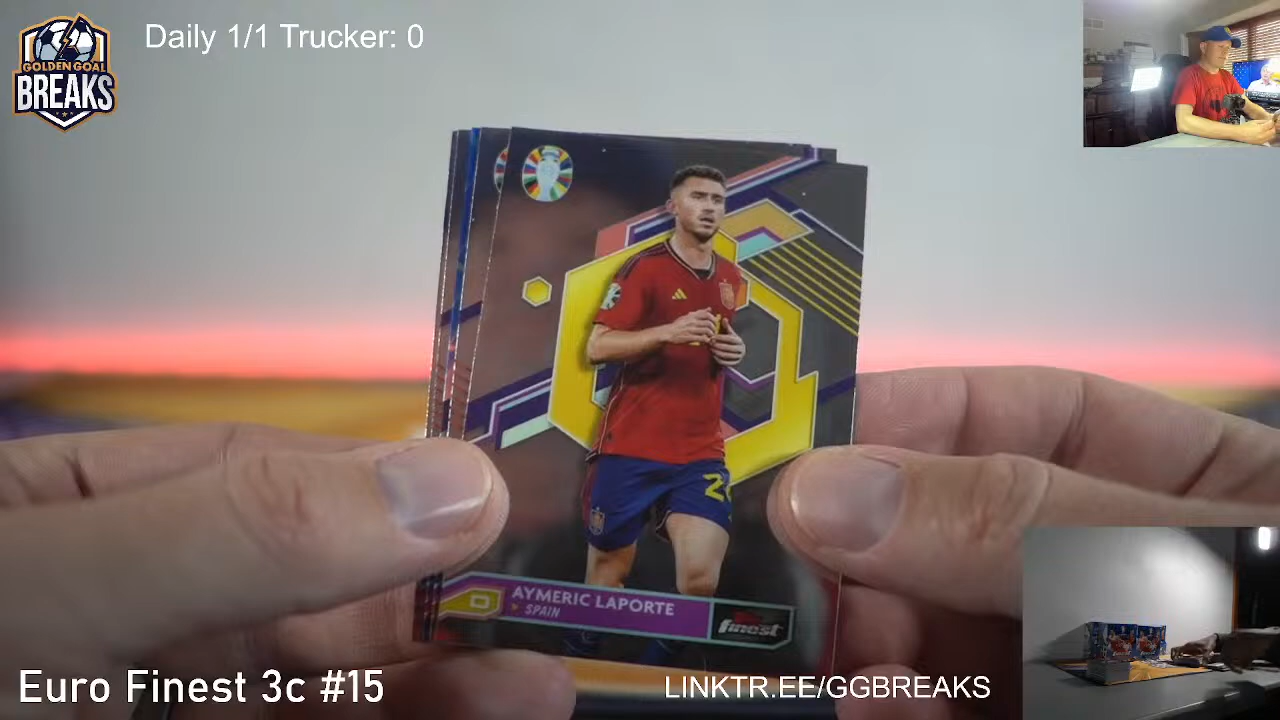 Daily 1/1 Trucker: 0
GOLDEN GOAL
BREAKS
D
AYMERIC LAPORTE
SPAIN
finest
Euro Finest 3c #15
LINKTR.EE/GGBREAKS